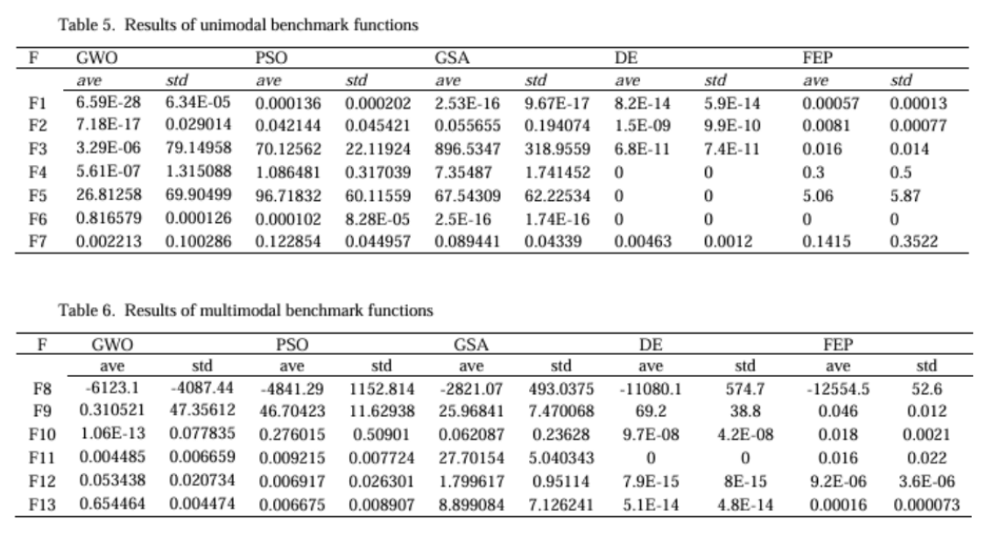 Table 5. Results of unimodal benchmark functions
F GWO PSO GSA DE FEP
ave std ave std ave std ave std ave std
F1 6.59E-28 6.34E-05 0.000136 0.000202 2.53E-16 9.67E-17 8.2E-14 5.9E-14 0.00057 0.00013
F2 7.18E-17 0.029014 0.042144 0.045421 0.055655 0.194074 1.5E-09 9.9E-10 0.0081 0.00077
F3 3.29E-06 79.14958 70.12562 22.11924 896.5347 318.9559 6.8E-11 7.4E-11 0.016 0.014
F4 5.61E-07 1.315088 1.086481 0.317039 7.35487 1.741452 0 0 0.3 0.5
F5 26.81258 69.90499 96.71832 60.11559 67.54309 62.22534 0 0 5.06 5.87
F6 0.816579 0.000126 0.000102 8.28E-05 2.5E-16 1.74E-16 0 0 0 0
F7 0.002213 0.100286 0.122854 0.044957 0.089441 0.04339 0.00463 0.0012 0.1415 0.3522
Table 6. Results of multimodal benchmark functions
F GWO PSO GSA DE FEP
ave std ave std ave std ave std ave std
F8 -6123.1 -4087.44 -4841.29 1152.814 -2821.07 493.0375 -11080.1 574.7 -12554.5 52.6
F9 0.310521 47.35612 46.70423 11.62938 25.96841 7.470068 69.2 38.8 0.046 0.012
F10 1.06E-13 0.077835 0.276015 0.50901 0.062087 0.23628 9.7E-08 4.2E-08 0.018 0.0021
F11 0.004485 0.006659 0.009215 0.007724 27.70154 5.040343 0 0 0.016 0.022
F12 0.053438 0.020734 0.006917 0.026301 1.799617 0.95114 7.9E-15 8E-15 9.2E-06 3.6E-06
F13 0.654464 0.004474 0.006675 0.008907 8.899084 7.126241 5.1E-14 4.8E-14 0.00016 0.000073